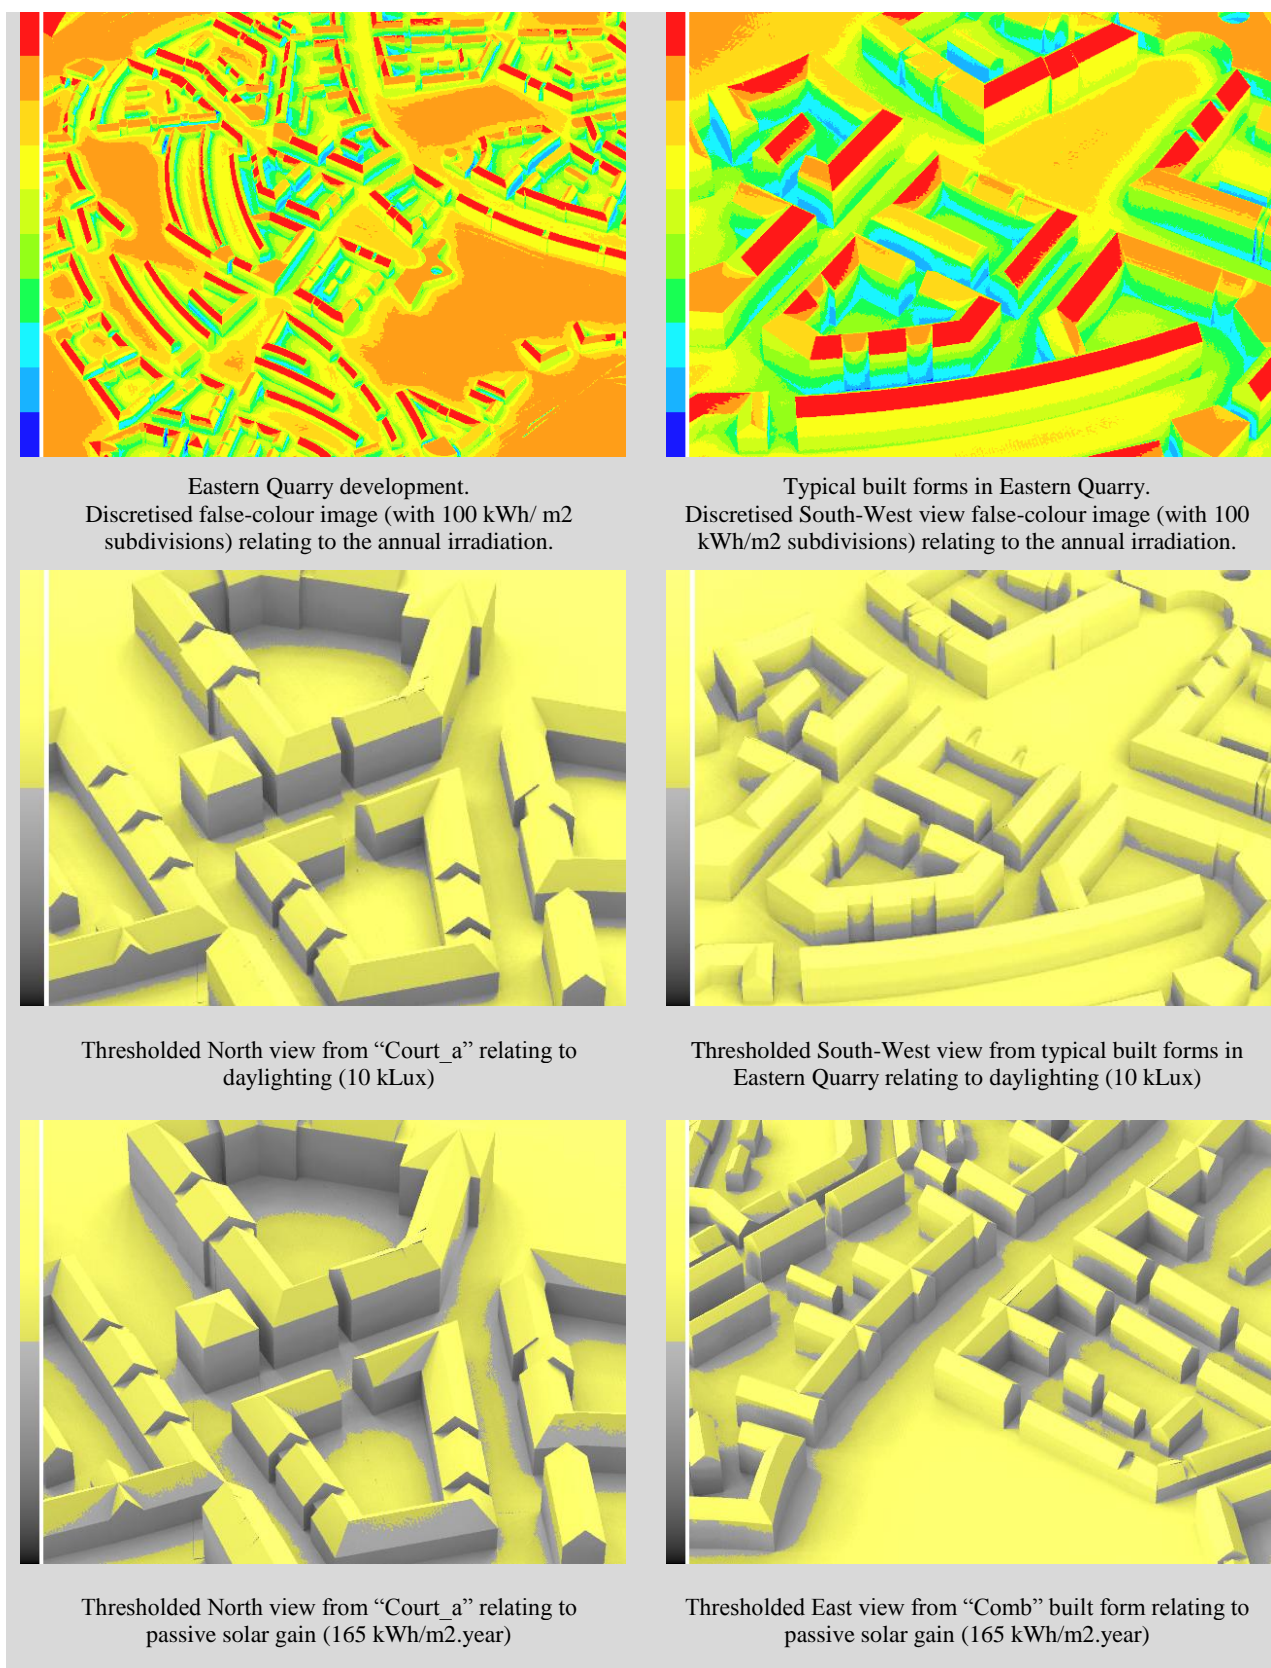 Eastern Quarry development.
Discretised false-colour image (with 100 kWh/ m2
subdivisions) relating to the annual irradiation.
Typical built forms in Eastern Quarry.
Discretised South-West view false-colour image (with 100
kWh/m2 subdivisions) relating to the annual irradiation.
Thresholded North view from “Court_a” relating to
daylighting (10 kLux)
Thresholded South-West view from typical built forms in
Eastern Quarry relating to daylighting (10 kLux)
Thresholded North view from “Court_a” relating to
passive solar gain (165 kWh/m2.year)
Thresholded East view from “Comb” built form relating to
passive solar gain (165 kWh/m2.year)